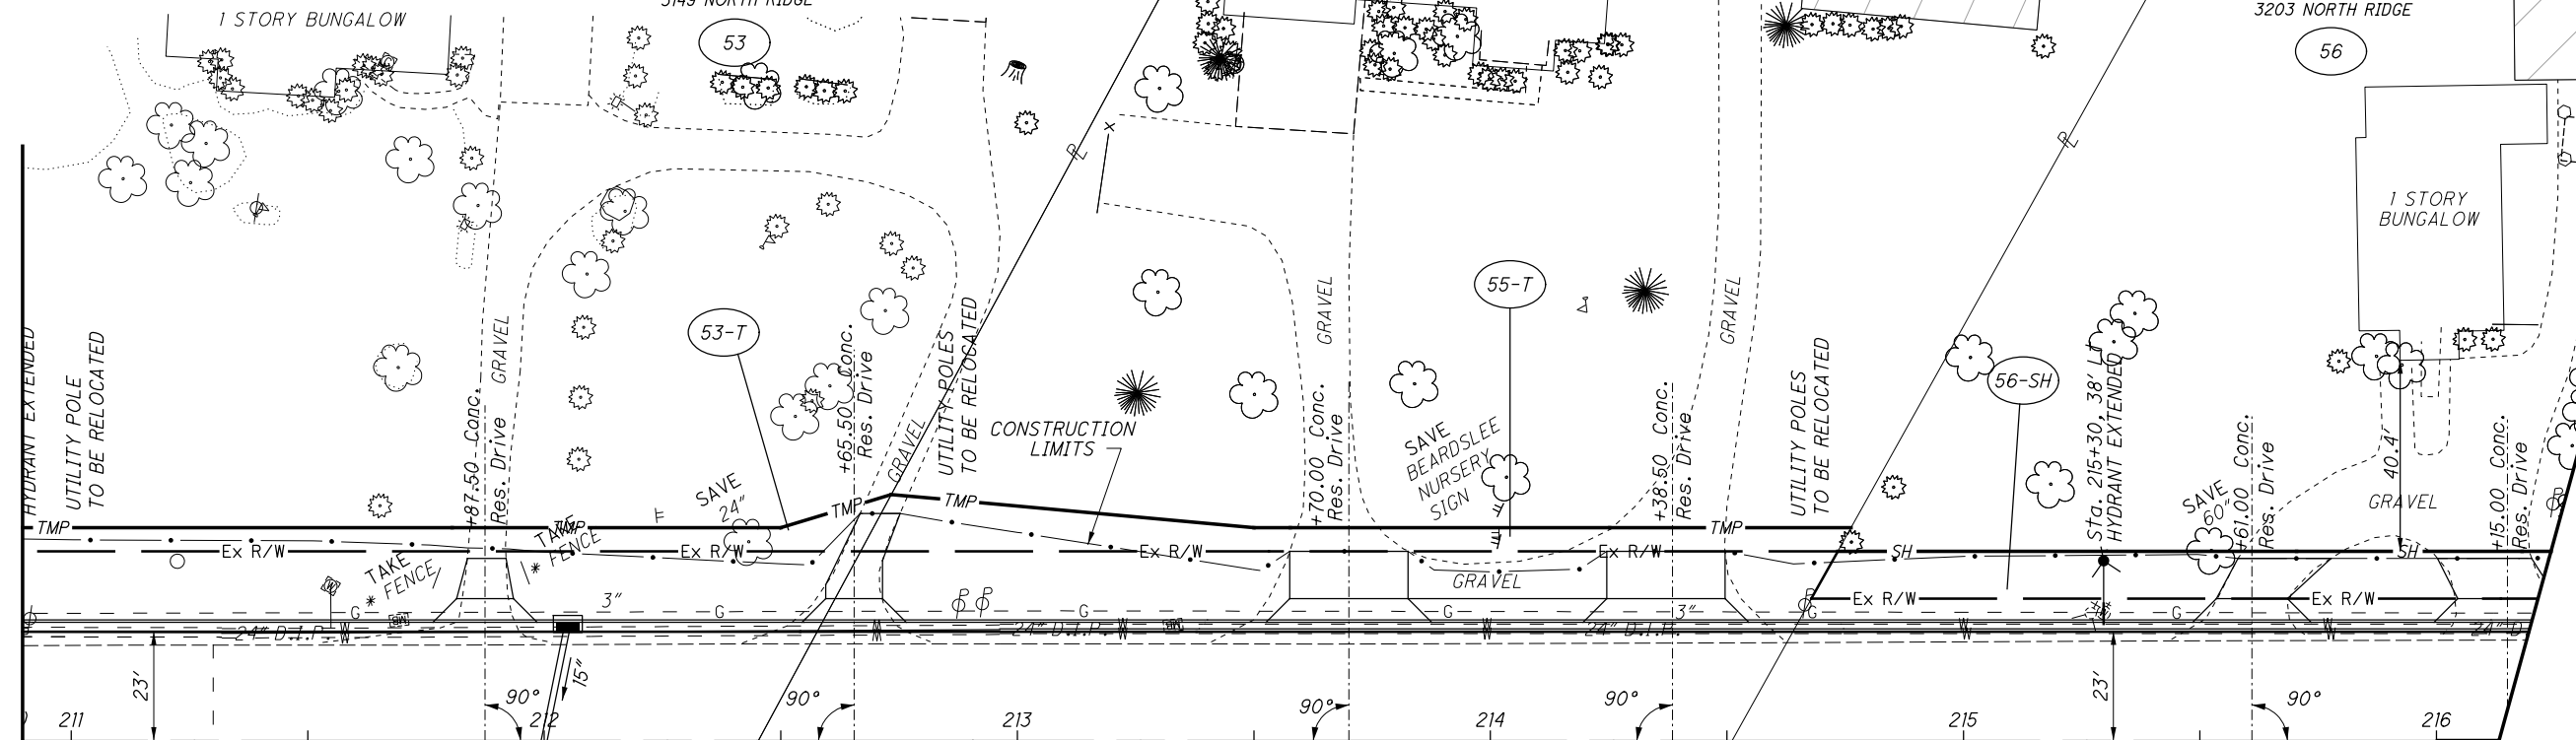 1 STORY BUNGALOW
3149 NORTH RIDGE
53
3203 NORTH RIDGE
56
1 STORY
BUNGALOW
53-T
55-T
56-SH
HYDRANT EXTENDED
UTILITY POLE
TO BE RELOCATED
+87.50 Conc.
Res. Drive
GRAVEL
SAVE
24"
+65.50 Conc.
Res. Drive
GRAVEL
UTILITY POLES
TO BE RELOCATED
CONSTRUCTION
LIMITS
+70.00 Conc.
Res. Drive
GRAVEL
SAVE
BEARDSLEE
NURSERY
SIGN
+38.50 Conc.
Res. Drive
GRAVEL
UTILITY POLES
TO BE RELOCATED
Sta. 215+30, 38' Lt
HYDRANT EXTENDED
SAVE
60"
+61.00 Conc.
Res. Drive
40.4'
GRAVEL
+15.00 Conc.
Res. Drive
TMP
TMP
TMP
TMP
TMP
SH
SH
Ex R/W
Ex R/W
Ex R/W
Ex R/W
Ex R/W
Ex R/W
TAKE
* FENCE
TAKE
* FENCE
GRAVEL
3"
3"
G
G
G
G
G
G
24" D.I.P.
W
W
24" D.I.P.
W
W
24" D.I.P.
W
W
24" D
23'
15"
23'
90°
90°
90°
90°
90°
211
212
213
214
215
216